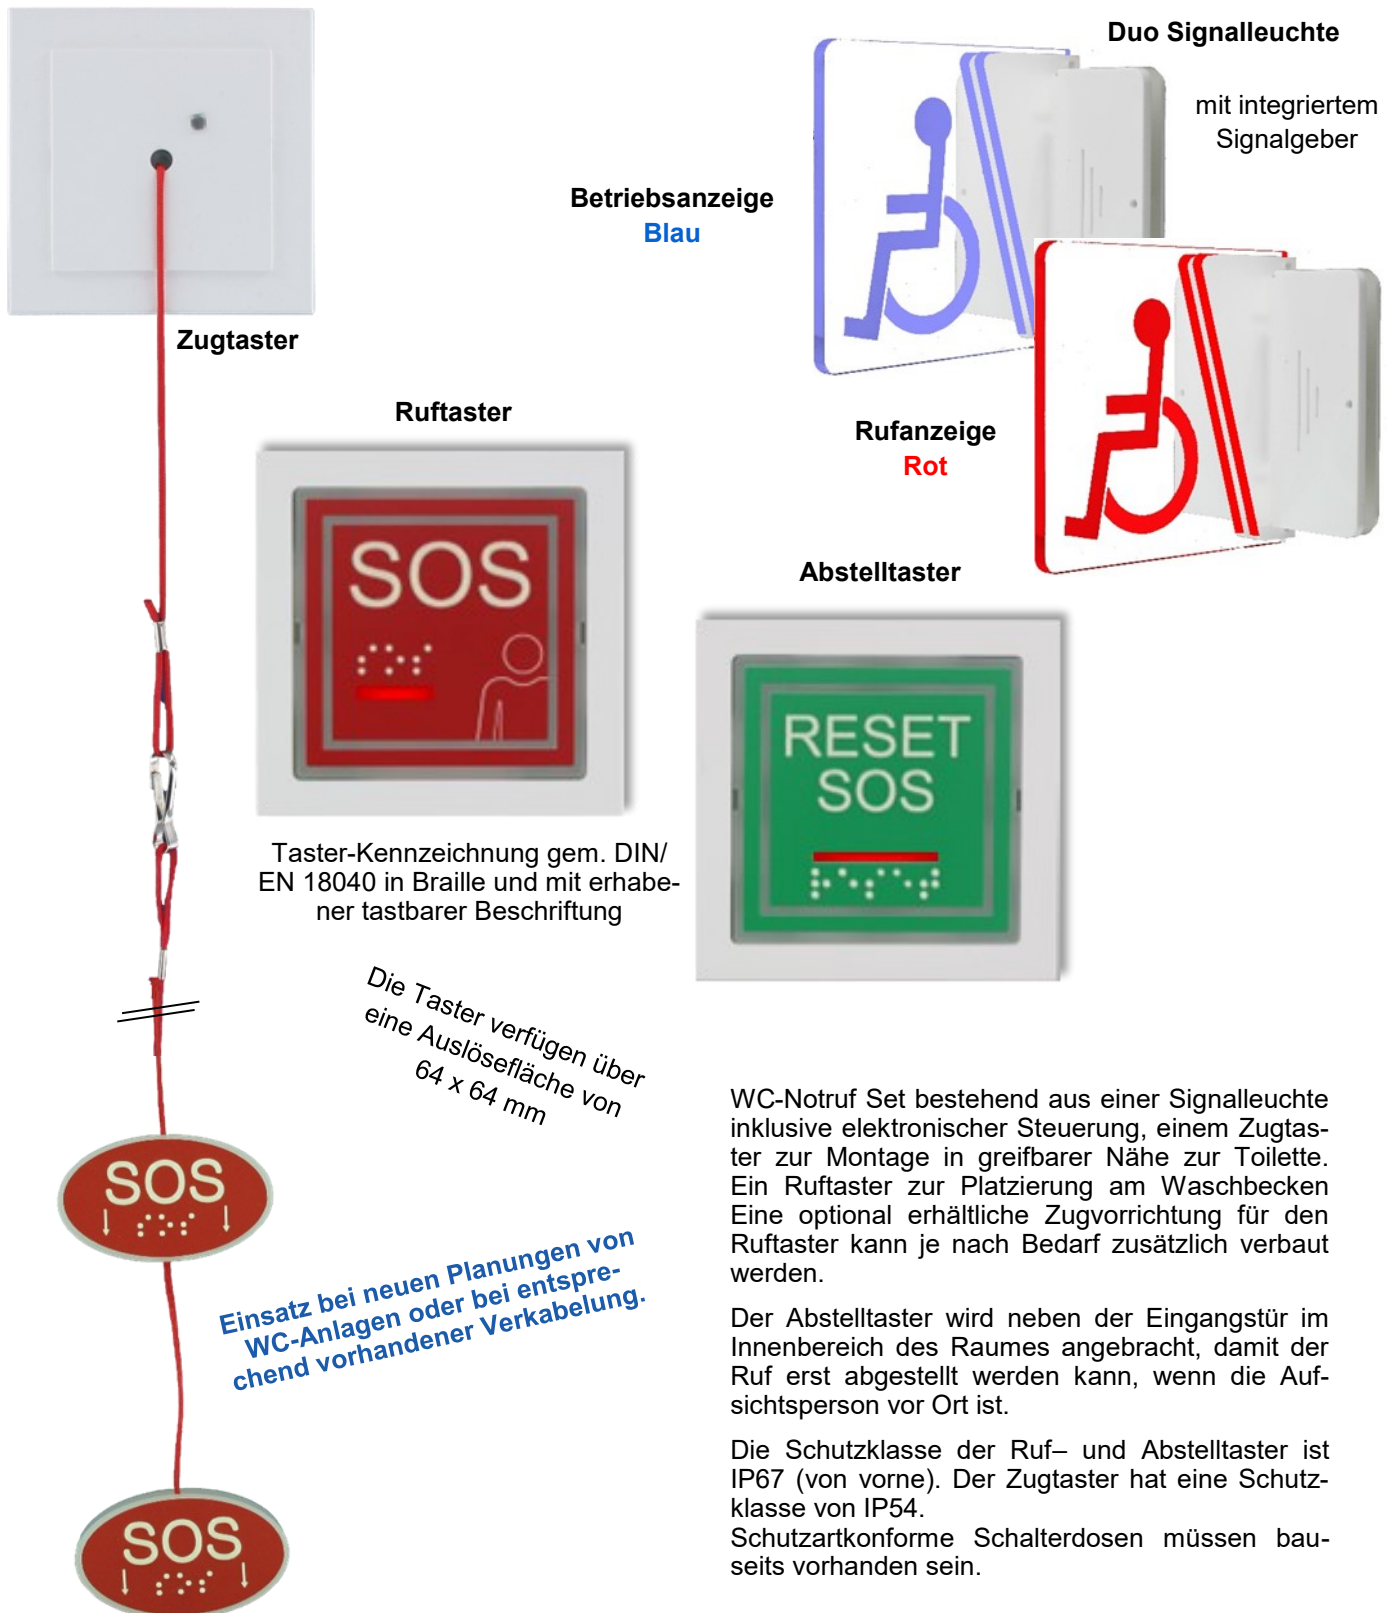 Duo Signalleuchte
mit integriertem
Signalgeber
Betriebsanzeige
Blau
Zugtaster
Rufanzeige
Rot
Ruftaster
SOS
Abstelltaster
RESET
SOS
Taster-Kennzeichnung gem. DIN/
EN 18040 in Braille und mit erhabe-
ner tastbarer Beschriftung
Die Taster verfügen über
eine Auslösefläche von
64 x 64 mm
SOS
Einsatz bei neuen Planungen von
WC-Anlagen oder bei entspre-
chend vorhandener Verkabelung.
SOS
WC-Notruf Set bestehend aus einer Signalleuchte
inklusive elektronischer Steuerung, einem Zugtas-
ter zur Montage in greifbarer Nähe zur Toilette.
Ein Ruftaster zur Platzierung am Waschbecken
Eine optional erhältliche Zugvorrichtung für den
Ruftaster kann je nach Bedarf zusätzlich verbaut
werden.
Der Abstelltaster wird neben der Eingangstür im
Innenbereich des Raumes angebracht, damit der
Ruf erst abgestellt werden kann, wenn die Auf-
sichtsperson vor Ort ist.
Die Schutzklasse der Ruf– und Abstelltaster ist
IP67 (von vorne). Der Zugtaster hat eine Schutz-
klasse von IP54.
Schutzartkonforme Schalterdosen müssen bau-
seits vorhanden sein.